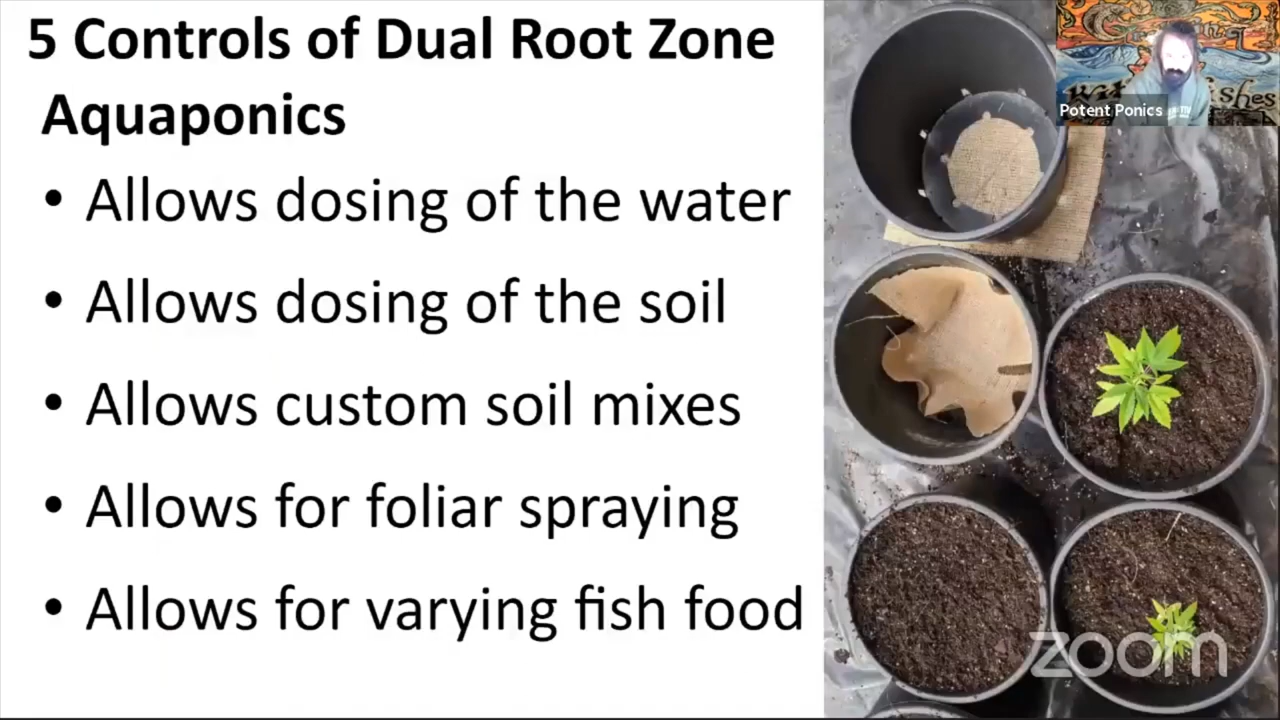 5 Controls of Dual Root Zone
Aquaponics
• Allows dosing of the water
• Allows dosing of the soil
• Allows custom soil mixes
• Allows for foliar spraying
• Allows for varying fish food
Potent Ponics
zoom